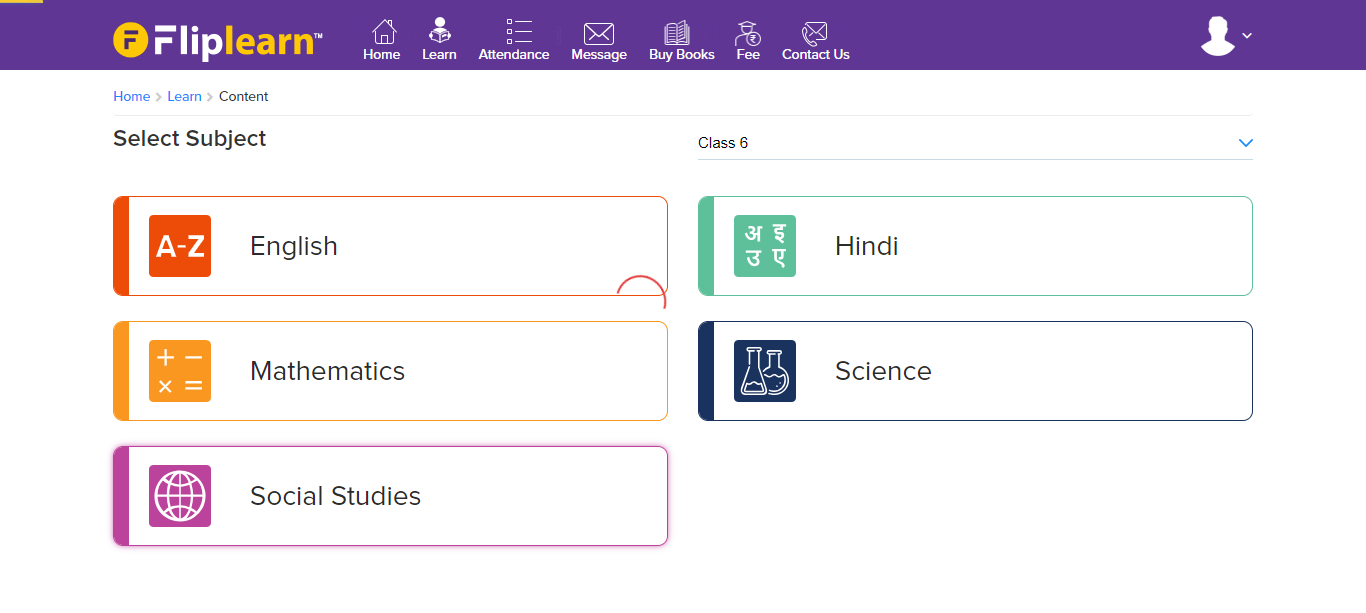 Fliplearn™
Home Learn Attendance Message Buy Books Fee Contact Us
Home > Learn > Content
Select Subject
Class 6
A-Z English
अ इ
उ ए
Hindi
Mathematics
Science
Social Studies